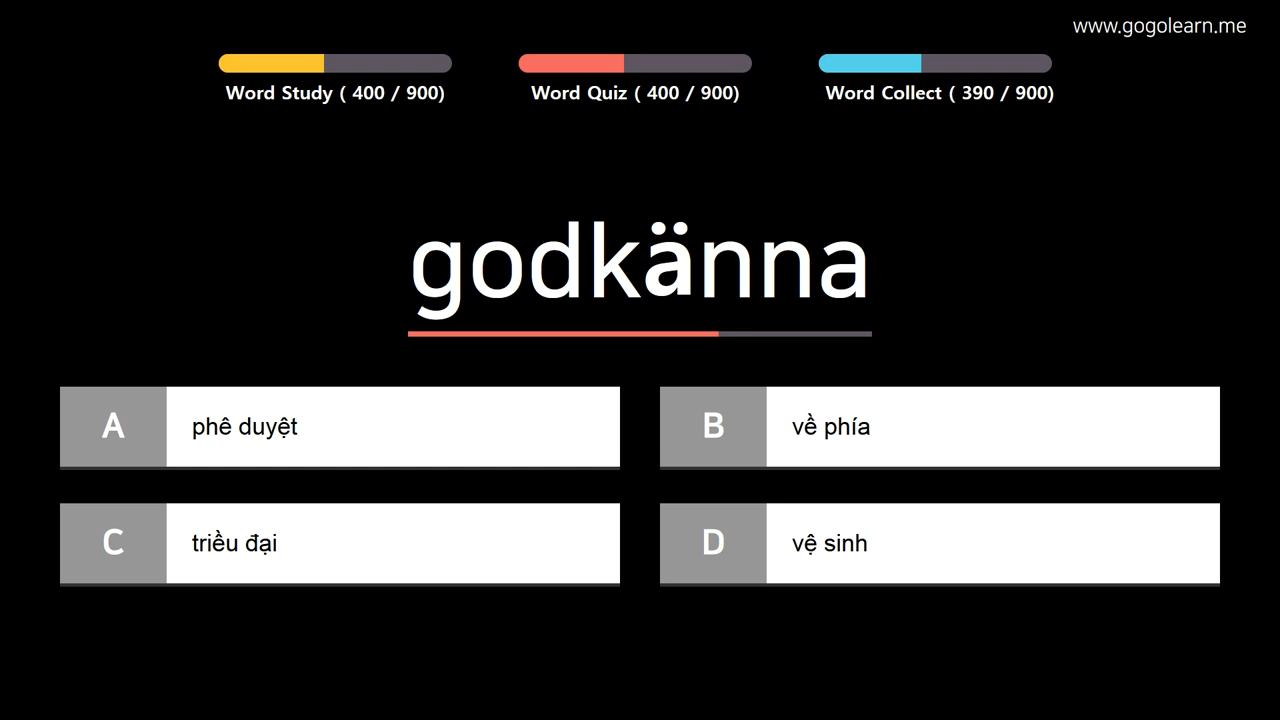 www.gogolearn.me
Word Study ( 400 / 900)
Word Quiz ( 400 / 900)
Word Collect ( 390 / 900)
godkänna
A
phê duyệt
B
về phía
C
triều đại
D
vệ sinh